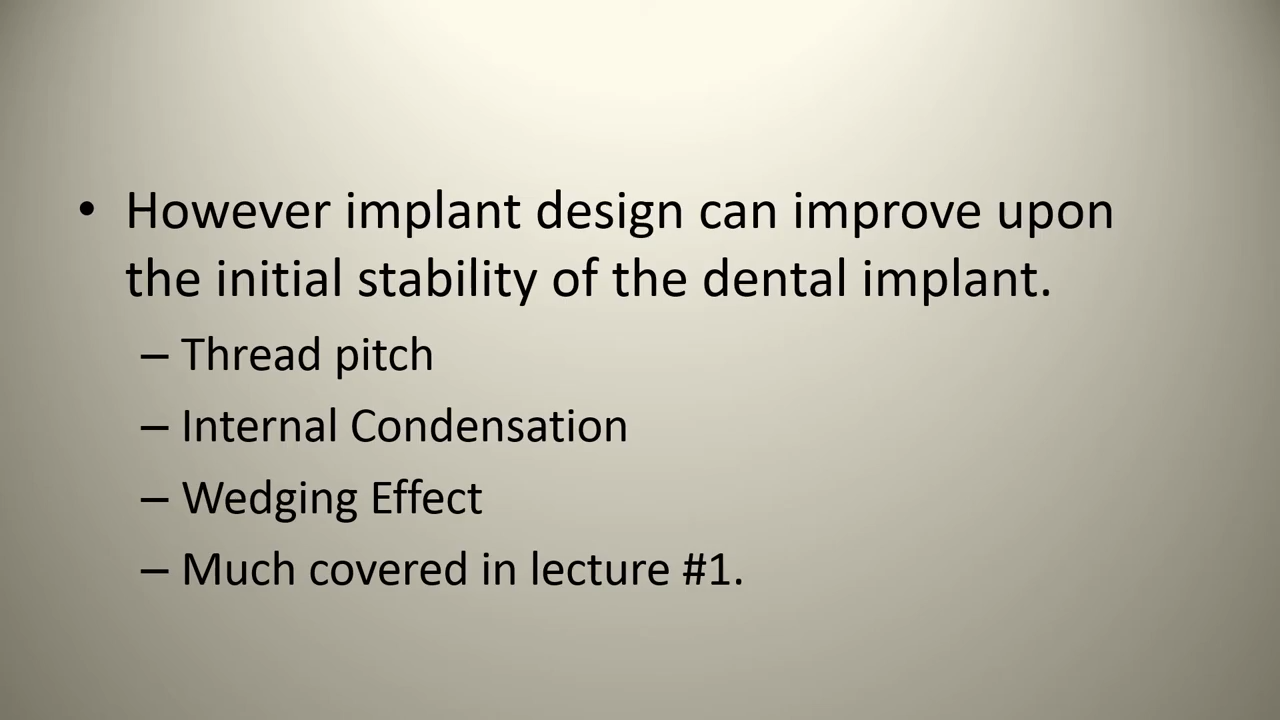 • However implant design can improve upon
the initial stability of the dental implant.
– Thread pitch
– Internal Condensation
– Wedging Effect
– Much covered in lecture #1.